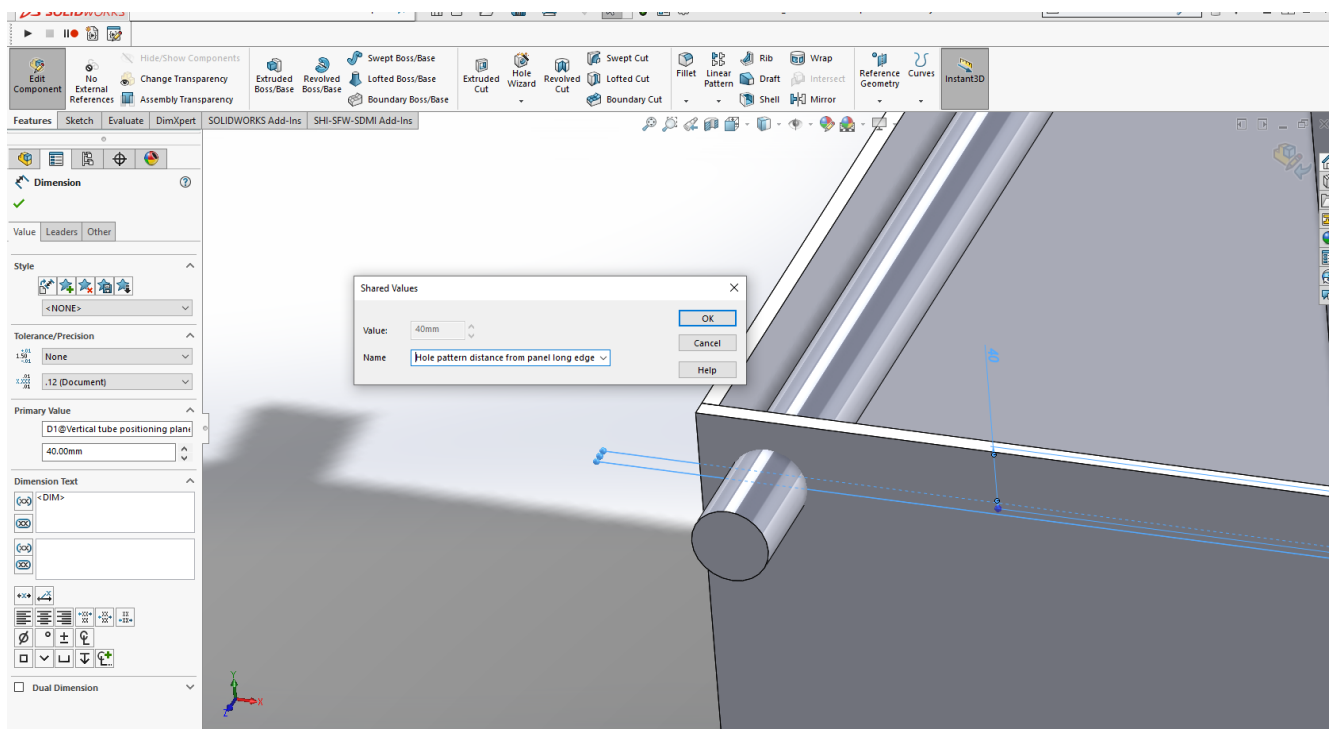 SOLIDWORKS
Edit Component
No External References
Hide/Show Components
Change Transparency
Assembly Transparency
Extruded Boss/Base
Revolved Boss/Base
Swept Boss/Base
Lofted Boss/Base
Boundary Boss/Base
Extruded Cut
Hole Wizard
Revolved Cut
Swept Cut
Lofted Cut
Boundary Cut
Fillet
Linear Pattern
Rib
Draft
Shell
Wrap
Intersect
Mirror
Reference Geometry
Curves
Instant3D
Features Sketch Evaluate DimXpert SOLIDWORKS Add-Ins SHI-SFW-SDMI Add-Ins
Dimension
Value Leaders Other
Style
<NONE>
Tolerance/Precision
None
.12 (Document)
Primary Value
D1@Vertical tube positioning plane
40.00mm
Dimension Text
<DIM>
Dual Dimension
Shared Values
Value: 40mm
Name Hole pattern distance from panel long edge
OK
Cancel
Help
40
Y
X
Z